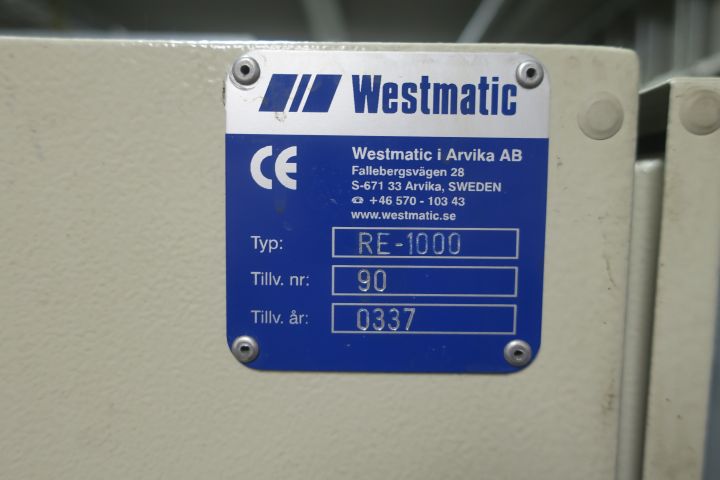 Westmatic
CE
Westmatic i Arvika AB
Fallebergsvägen 28
S-671 33 Arvika, SWEDEN
☎ +46 570 - 103 43
www.westmatic.se
Typ: RE-1000
Tillv. nr: 90
Tillv. år: 0337